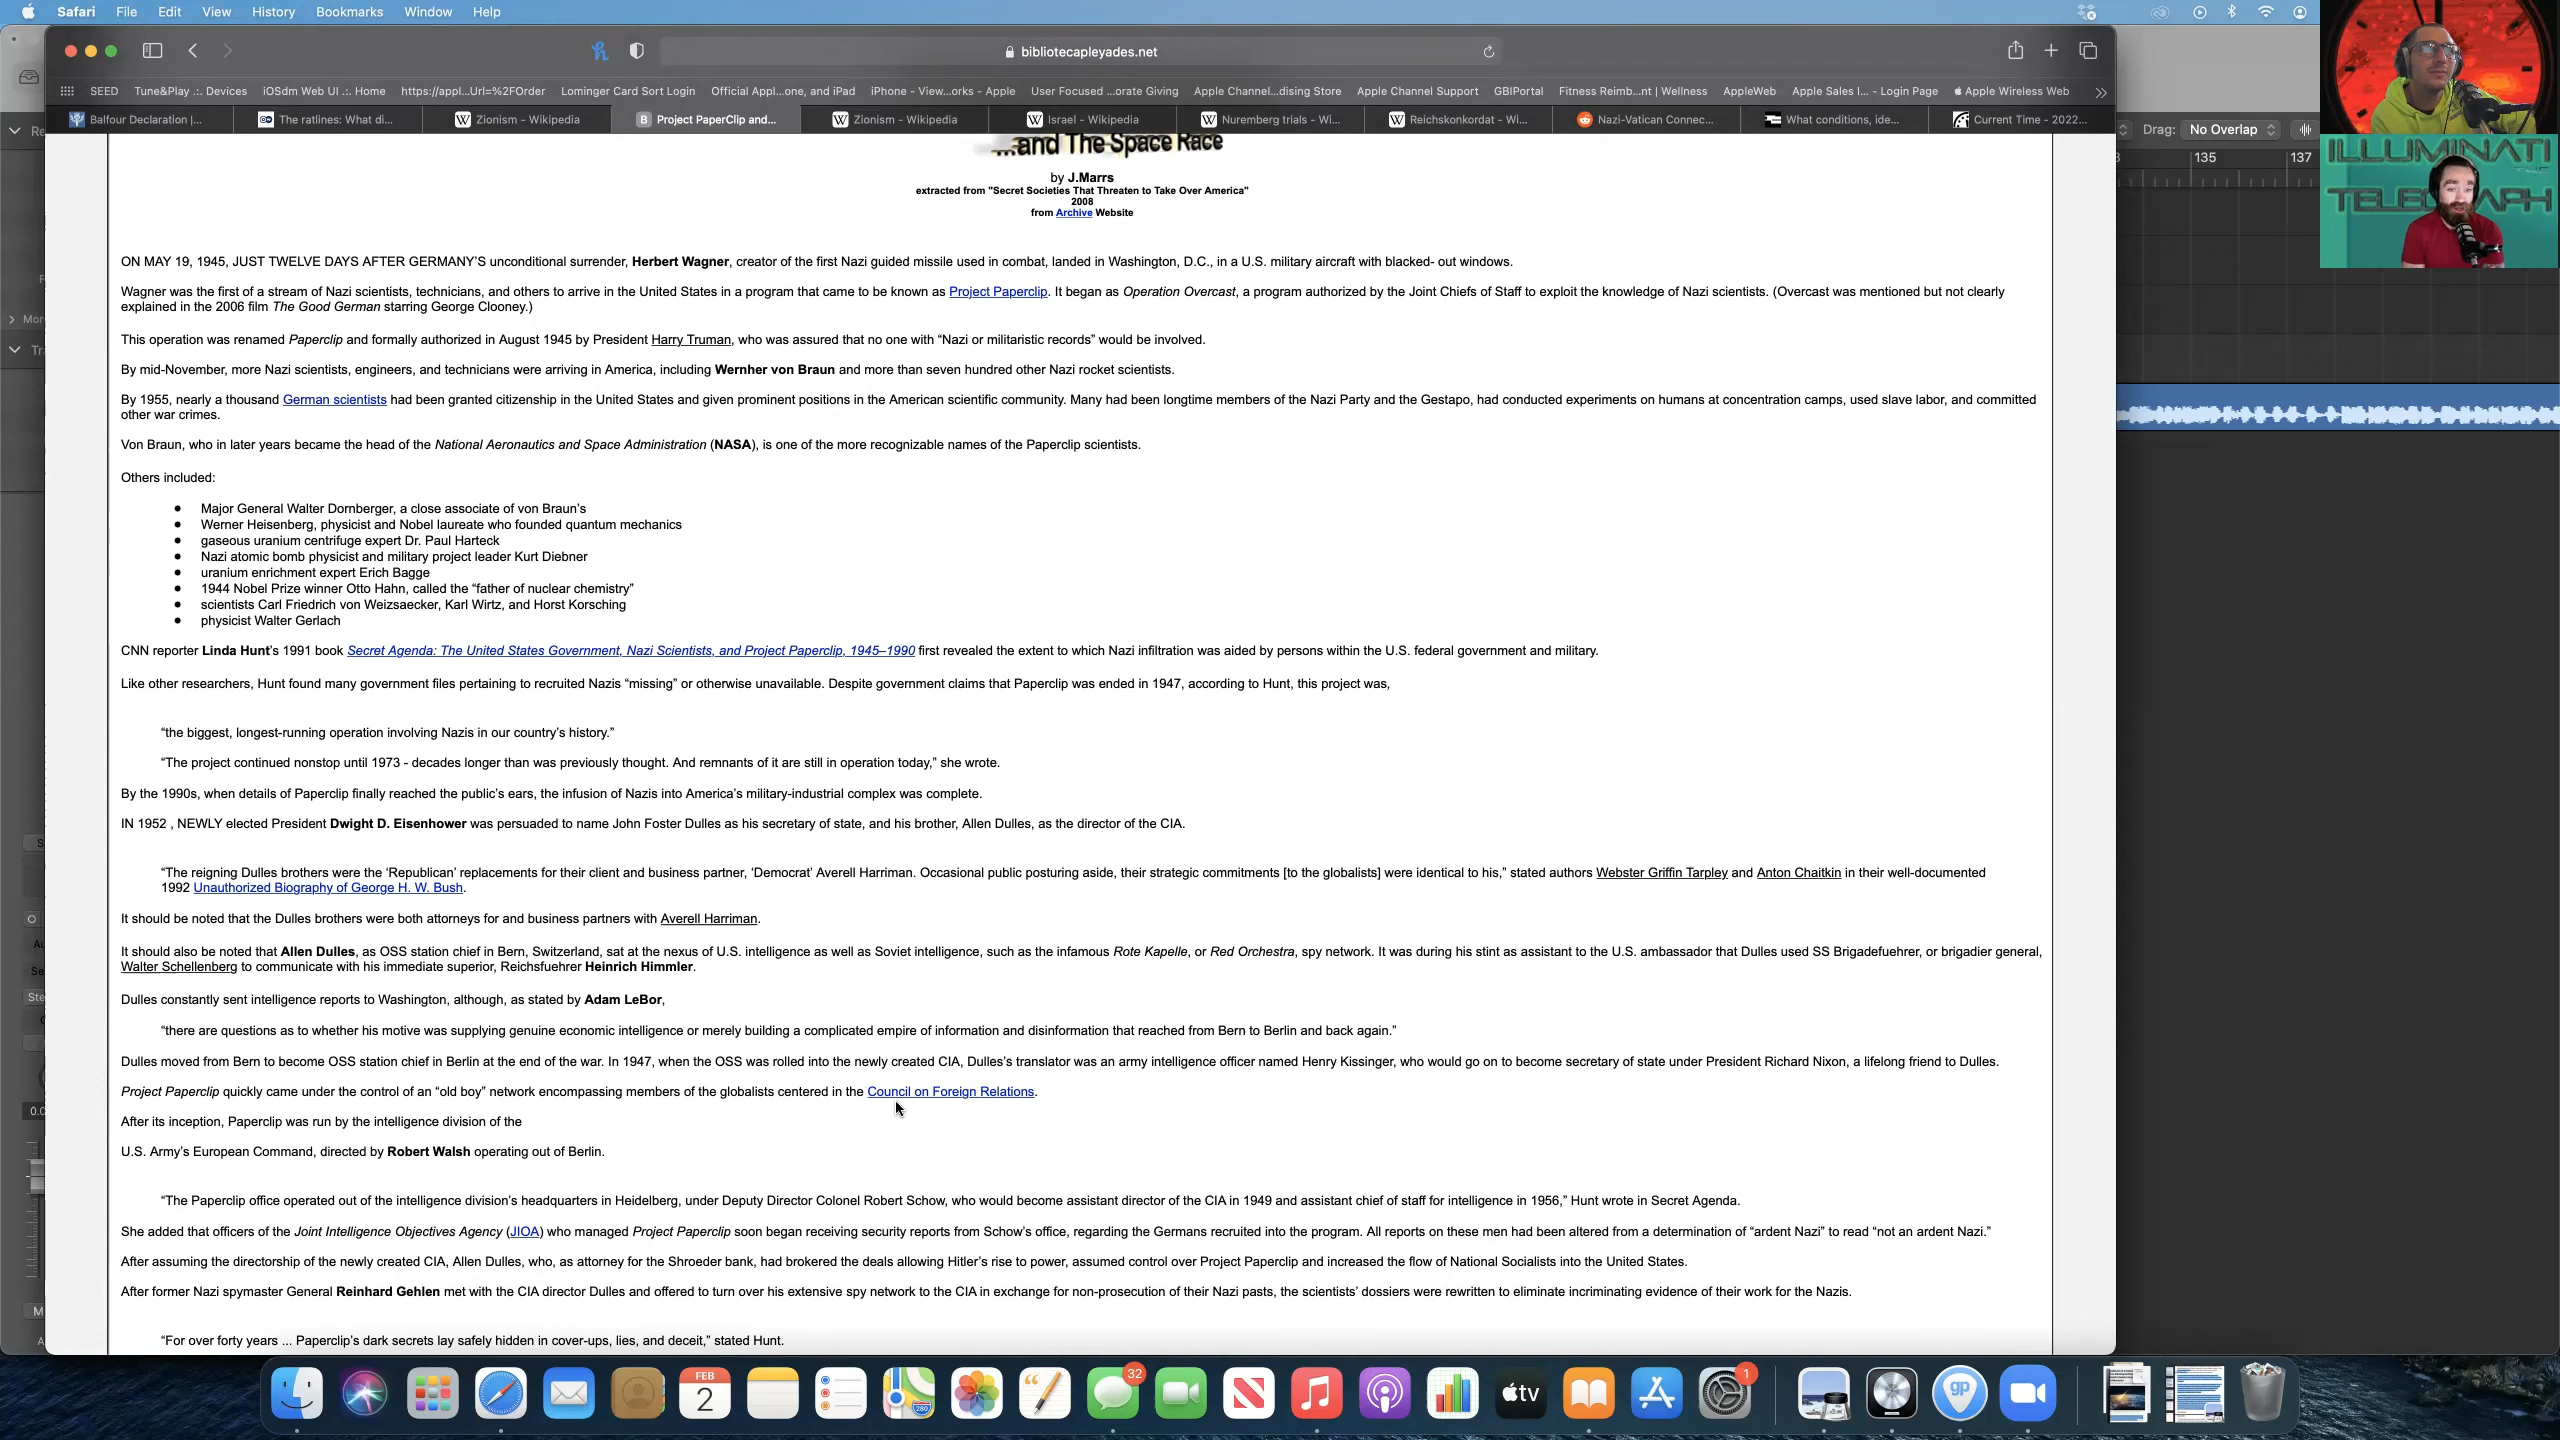 Safari File Edit View History Bookmarks Window Help
bibliotecapleyades.net
SEED Tune&Play .:. Devices iOSdm Web UI .:. Home https://appl...Url=%2FOrder Lominger Card Sort Login Official Appl...one, and iPad iPhone - View...orks - Apple User Focused ...orate Giving Apple Channel...dising Store Apple Channel Support GBIPortal Fitness Reimb...nt | Wellness AppleWeb Apple Sales I... - Login Page Apple Wireless Web
Balfour Declaration |... The ratlines: What di... Zionism - Wikipedia Project PaperClip and... Zionism - Wikipedia Israel - Wikipedia Nuremberg trials - Wi... Reichskonkordat - Wi... Nazi-Vatican Connec... What conditions, ide... Current Time - 2022...
Drag: No Overlap
135 137
ILLUMINATI
TELEGRAPH
...and The Space Race
by J.Marrs
extracted from "Secret Societies That Threaten to Take Over America"
2008
from Archive Website
ON MAY 19, 1945, JUST TWELVE DAYS AFTER GERMANY'S unconditional surrender, Herbert Wagner, creator of the first Nazi guided missile used in combat, landed in Washington, D.C., in a U.S. military aircraft with blacked- out windows.
Wagner was the first of a stream of Nazi scientists, technicians, and others to arrive in the United States in a program that came to be known as Project Paperclip. It began as Operation Overcast, a program authorized by the Joint Chiefs of Staff to exploit the knowledge of Nazi scientists. (Overcast was mentioned but not clearly
explained in the 2006 film The Good German starring George Clooney.)
This operation was renamed Paperclip and formally authorized in August 1945 by President Harry Truman, who was assured that no one with “Nazi or militaristic records” would be involved.
By mid-November, more Nazi scientists, engineers, and technicians were arriving in America, including Wernher von Braun and more than seven hundred other Nazi rocket scientists.
By 1955, nearly a thousand German scientists had been granted citizenship in the United States and given prominent positions in the American scientific community. Many had been longtime members of the Nazi Party and the Gestapo, had conducted experiments on humans at concentration camps, used slave labor, and committed
other war crimes.
Von Braun, who in later years became the head of the National Aeronautics and Space Administration (NASA), is one of the more recognizable names of the Paperclip scientists.
Others included:
● Major General Walter Dornberger, a close associate of von Braun's
● Werner Heisenberg, physicist and Nobel laureate who founded quantum mechanics
● gaseous uranium centrifuge expert Dr. Paul Harteck
● Nazi atomic bomb physicist and military project leader Kurt Diebner
● uranium enrichment expert Erich Bagge
● 1944 Nobel Prize winner Otto Hahn, called the “father of nuclear chemistry”
● scientists Carl Friedrich von Weizsaecker, Karl Wirtz, and Horst Korsching
● physicist Walter Gerlach
CNN reporter Linda Hunt's 1991 book Secret Agenda: The United States Government, Nazi Scientists, and Project Paperclip, 1945–1990 first revealed the extent to which Nazi infiltration was aided by persons within the U.S. federal government and military.
Like other researchers, Hunt found many government files pertaining to recruited Nazis “missing” or otherwise unavailable. Despite government claims that Paperclip was ended in 1947, according to Hunt, this project was,
“the biggest, longest-running operation involving Nazis in our country's history.”
“The project continued nonstop until 1973 - decades longer than was previously thought. And remnants of it are still in operation today,” she wrote.
By the 1990s, when details of Paperclip finally reached the public's ears, the infusion of Nazis into America's military-industrial complex was complete.
IN 1952 , NEWLY elected President Dwight D. Eisenhower was persuaded to name John Foster Dulles as his secretary of state, and his brother, Allen Dulles, as the director of the CIA.
“The reigning Dulles brothers were the ‘Republican’ replacements for their client and business partner, ‘Democrat’ Averell Harriman. Occasional public posturing aside, their strategic commitments [to the globalists] were identical to his,” stated authors Webster Griffin Tarpley and Anton Chaitkin in their well-documented
1992 Unauthorized Biography of George H. W. Bush.
It should be noted that the Dulles brothers were both attorneys for and business partners with Averell Harriman.
It should also be noted that Allen Dulles, as OSS station chief in Bern, Switzerland, sat at the nexus of U.S. intelligence as well as Soviet intelligence, such as the infamous Rote Kapelle, or Red Orchestra, spy network. It was during his stint as assistant to the U.S. ambassador that Dulles used SS Brigadefuehrer, or brigadier general,
Walter Schellenberg to communicate with his immediate superior, Reichsfuehrer Heinrich Himmler.
Dulles constantly sent intelligence reports to Washington, although, as stated by Adam LeBor,
“there are questions as to whether his motive was supplying genuine economic intelligence or merely building a complicated empire of information and disinformation that reached from Bern to Berlin and back again.”
Dulles moved from Bern to become OSS station chief in Berlin at the end of the war. In 1947, when the OSS was rolled into the newly created CIA, Dulles's translator was an army intelligence officer named Henry Kissinger, who would go on to become secretary of state under President Richard Nixon, a lifelong friend to Dulles.
Project Paperclip quickly came under the control of an “old boy” network encompassing members of the globalists centered in the Council on Foreign Relations.
After its inception, Paperclip was run by the intelligence division of the
U.S. Army's European Command, directed by Robert Walsh operating out of Berlin.
“The Paperclip office operated out of the intelligence division's headquarters in Heidelberg, under Deputy Director Colonel Robert Schow, who would become assistant director of the CIA in 1949 and assistant chief of staff for intelligence in 1956,” Hunt wrote in Secret Agenda.
She added that officers of the Joint Intelligence Objectives Agency (JIOA) who managed Project Paperclip soon began receiving security reports from Schow's office, regarding the Germans recruited into the program. All reports on these men had been altered from a determination of “ardent Nazi” to read “not an ardent Nazi.”
After assuming the directorship of the newly created CIA, Allen Dulles, who, as attorney for the Shroeder bank, had brokered the deals allowing Hitler's rise to power, assumed control over Project Paperclip and increased the flow of National Socialists into the United States.
After former Nazi spymaster General Reinhard Gehlen met with the CIA director Dulles and offered to turn over his extensive spy network to the CIA in exchange for non-prosecution of their Nazi pasts, the scientists' dossiers were rewritten to eliminate incriminating evidence of their work for the Nazis.
“For over forty years ... Paperclip's dark secrets lay safely hidden in cover-ups, lies, and deceit,” stated Hunt.
FEB
2
32
280
tv
1
gp